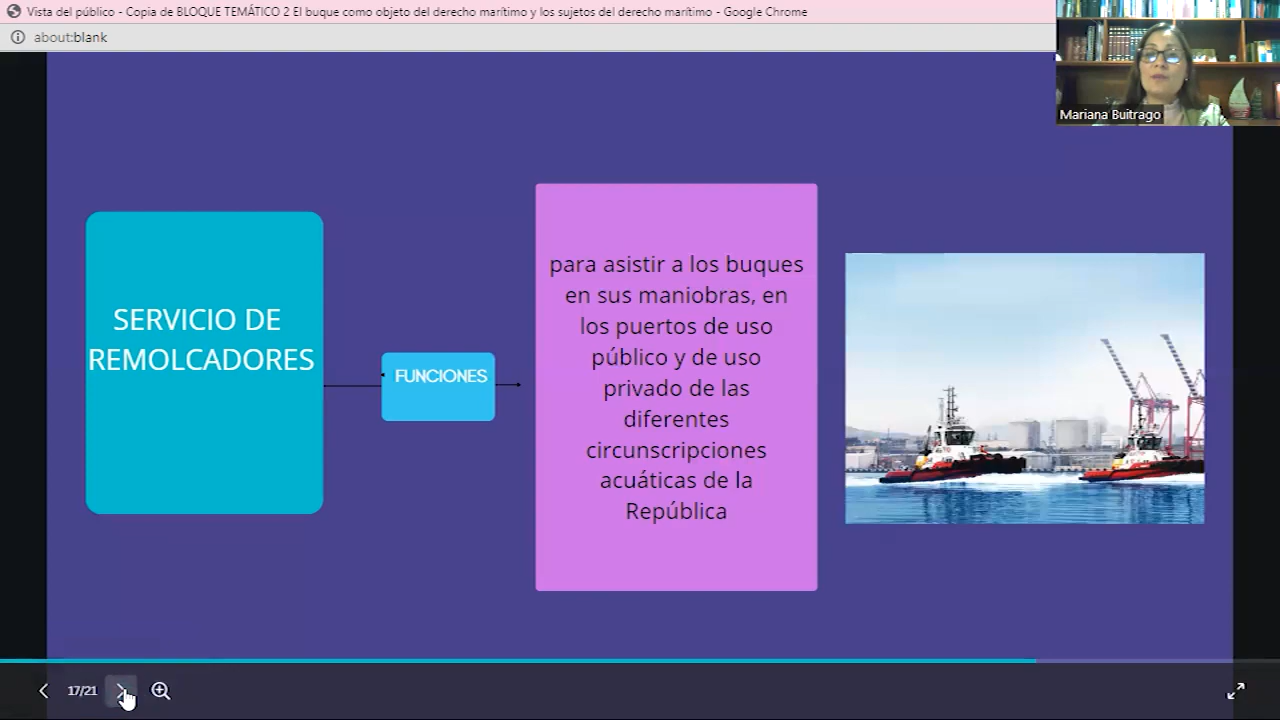 Vista del público - Copia de BLOQUE TEMÁTICO 2 El buque como objeto del derecho marítimo y los sujetos del derecho marítimo - Google Chrome
about:blank
Mariana Buitrago
SERVICIO DE
REMOLCADORES
FUNCIONES
para asistir a los buques
en sus maniobras, en
los puertos de uso
público y de uso
privado de las
diferentes
circunscripciones
acuáticas de la
República
17/21